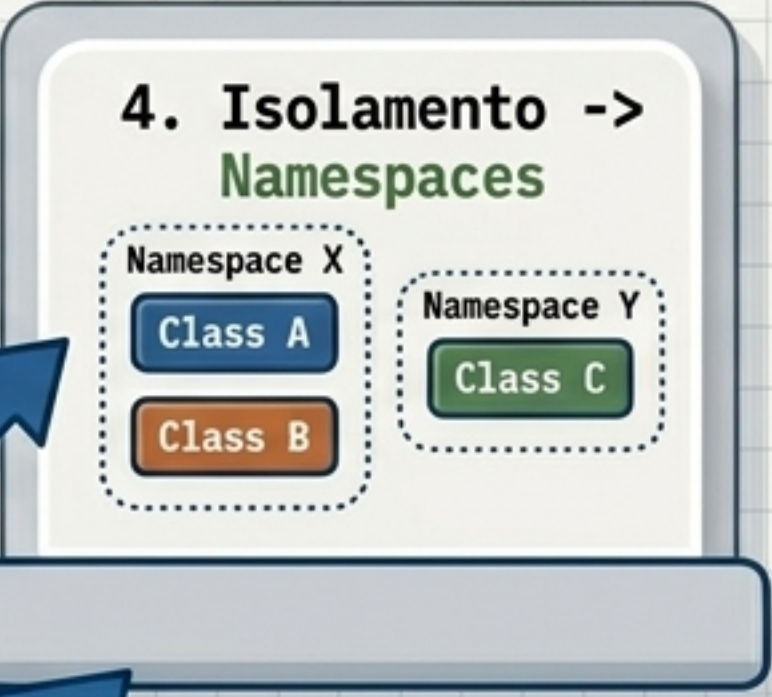 4. Isolamento ->
Namespaces
Namespace X
Class A
Class B
Namespace Y
Class C